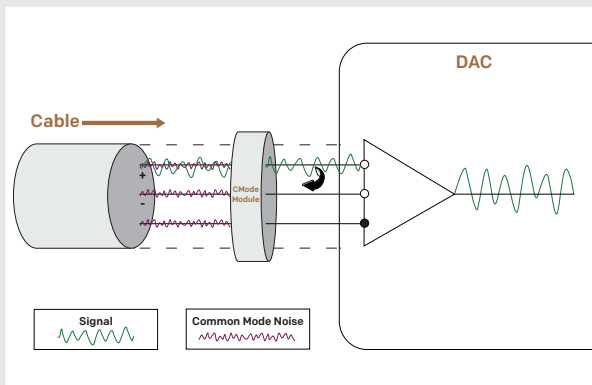 DAC
Cable
+
CMode
Module
-
Signal
Common Mode Noise